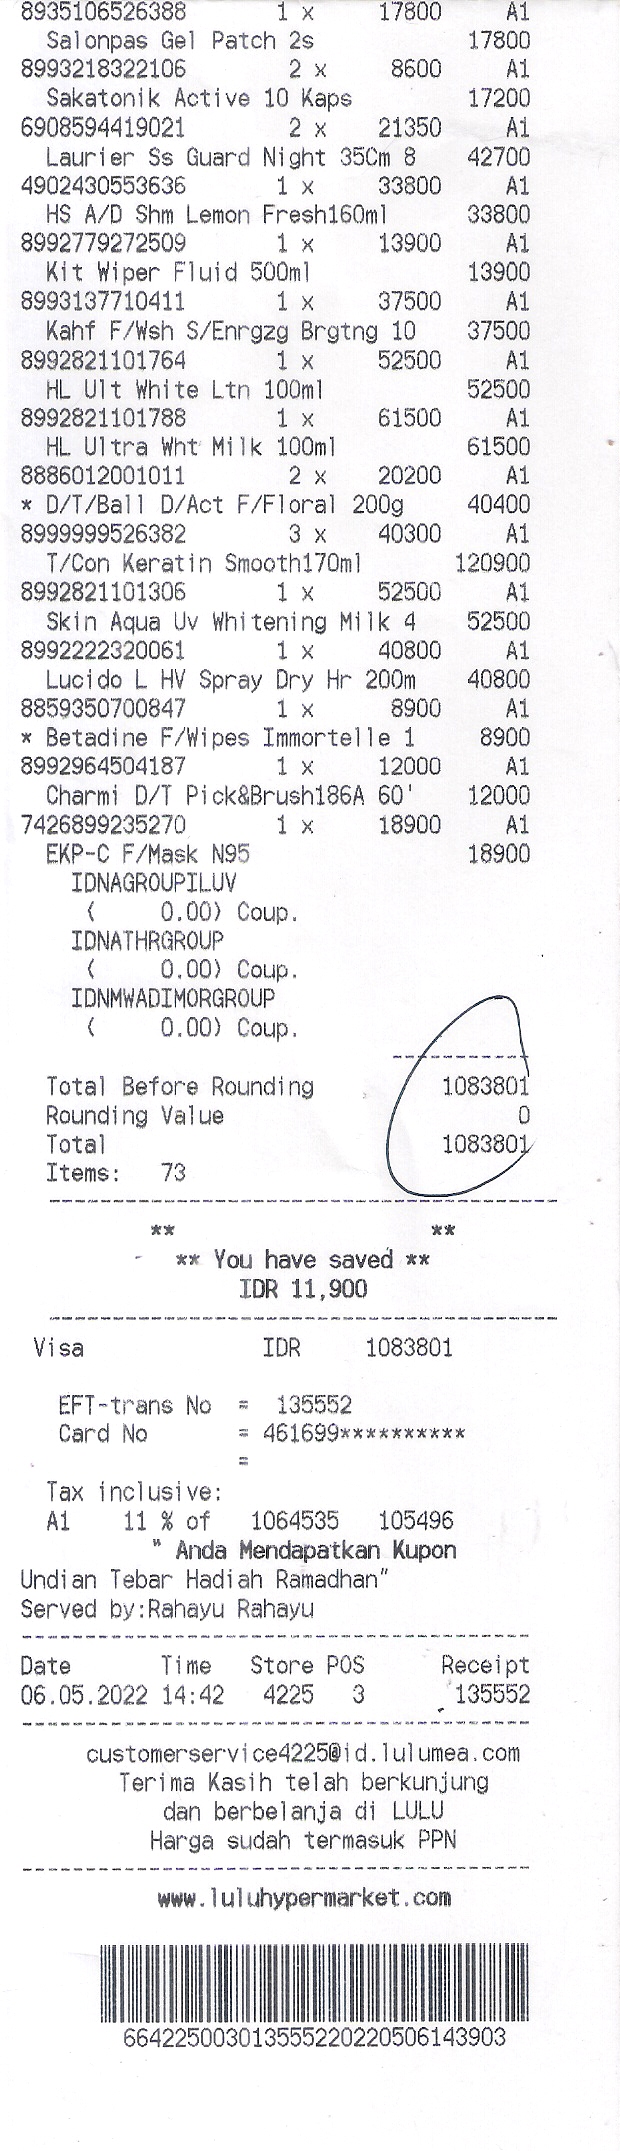 8935106526388 1 x 17800 A1
Salonpas Gel Patch 2s 17800
8993218322106 2 x 8600 A1
Sakatonik Active 10 Kaps 17200
6908594419021 2 x 21350 A1
Laurier Ss Guard Night 35Cm 8 42700
4902430553636 1 x 33800 A1
HS A/D Shm Lemon Fresh160ml 33800
8992779272509 1 x 13900 A1
Kit Wiper Fluid 500ml 13900
8993137710411 1 x 37500 A1
Kahf F/Wsh S/Enrgzg Brgtng 10 37500
8992821101764 1 x 52500 A1
HL Ult White Ltn 100ml 52500
8992821101788 1 x 61500 A1
HL Ultra Wht Milk 100ml 61500
8886012001011 2 x 20200 A1
* D/T/Ball D/Act F/Floral 200g 40400
8999999526382 3 x 40300 A1
T/Con Keratin Smooth170ml 120900
8992821101306 1 x 52500 A1
Skin Aqua Uv Whitening Milk 4 52500
8992222320061 1 x 40800 A1
Lucido L HV Spray Dry Hr 200m 40800
8859350700847 1 x 8900 A1
* Betadine F/Wipes Immortelle 1 8900
8992964504187 1 x 12000 A1
Charmi D/T Pick&Brush186A 60' 12000
7426899235270 1 x 18900 A1
EKP-C F/Mask N95 18900
IDNAGROUPILUV
( 0.00) Coup.
IDNATHRGROUP
( 0.00) Coup.
IDNMWADIMORGROUP
( 0.00) Coup.
Total Before Rounding 1083801
Rounding Value 0
Total 1083801
Items: 73
** **
** You have saved **
IDR 11,900
Visa IDR 1083801
EFT-trans No = 135552
Card No = 461699**********
=
Tax inclusive:
A1 11 % of 1064535 105496
" Anda Mendapatkan Kupon
Undian Tebar Hadiah Ramadhan"
Served by:Rahayu Rahayu
Date Time Store POS Receipt
06.05.2022 14:42 4225 3 135552
customerservice4225@id.lulumea.com
Terima Kasih telah berkunjung
dan berbelanja di LULU
Harga sudah termasuk PPN
www.luluhypermarket.com
664225003013555220220506143903